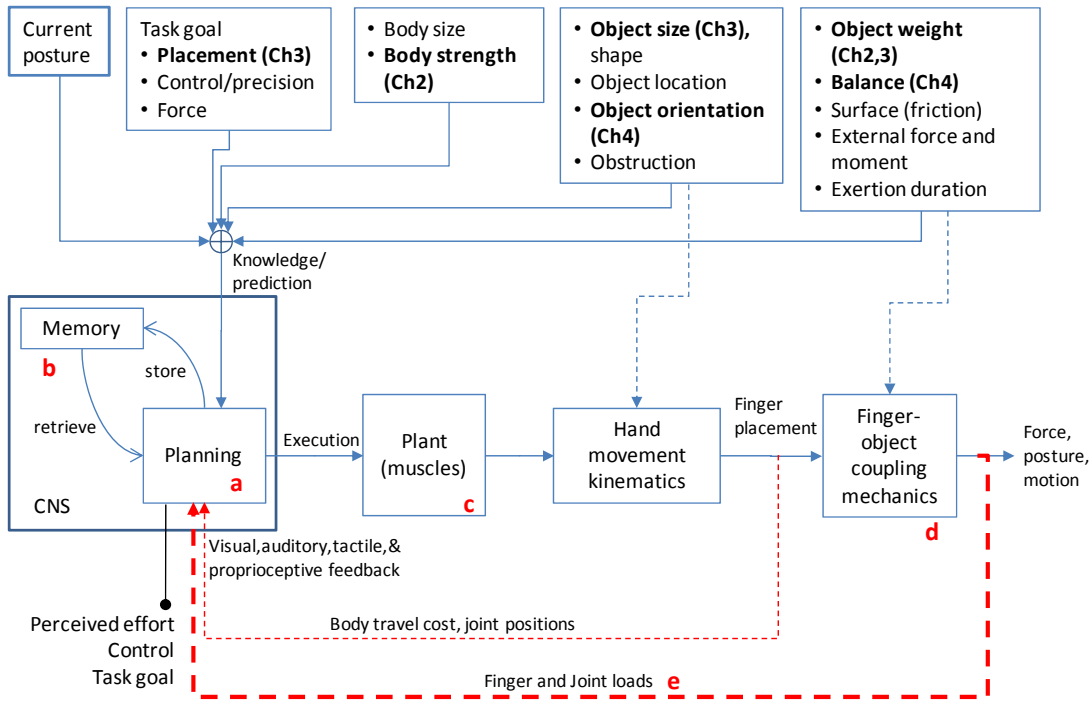 Current
posture
Task goal
• Placement (Ch3)
• Control/precision
• Force
• Body size
• Body strength
(Ch2)
• Object size (Ch3),
shape
• Object location
• Object orientation
(Ch4)
• Obstruction
• Object weight
(Ch2,3)
• Balance (Ch4)
• Surface (friction)
• External force and
moment
• Exertion duration
Knowledge/
prediction
Memory
b
store
retrieve
Planning
a
CNS
Execution
Plant
(muscles)
c
Hand
movement
kinematics
Finger
placement
Finger-
object
coupling
mechanics
d
Force,
posture,
motion
Visual,auditory,tactile,&
proprioceptive feedback
Perceived effort
Control
Task goal
Body travel cost, joint positions
Finger and Joint loads e